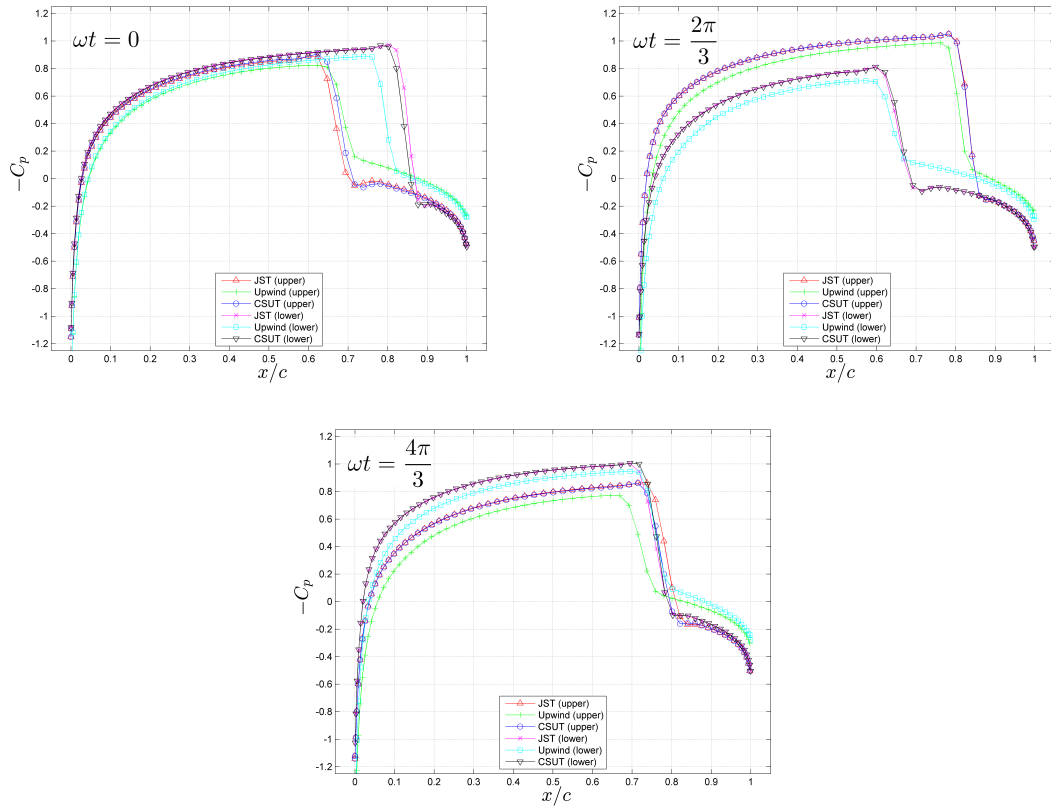 ωt = 0
1.2
1
0.8
0.6
0.4
0.2
0
-0.2
-0.4
-0.6
-0.8
-1
-1.2
−C_p
0 0.1 0.2 0.3 0.4 0.5 0.6 0.7 0.8 0.9 1
x/c
JST (upper)
Upwind (upper)
CSUT (upper)
JST (lower)
Upwind (lower)
CSUT (lower)
ωt = 2π/3
1.2
1
0.8
0.6
0.4
0.2
0
-0.2
-0.4
-0.6
-0.8
-1
-1.2
−C_p
0 0.1 0.2 0.3 0.4 0.5 0.6 0.7 0.8 0.9 1
x/c
JST (upper)
Upwind (upper)
CSUT (upper)
JST (lower)
Upwind (lower)
CSUT (lower)
ωt = 4π/3
1.2
1
0.8
0.6
0.4
0.2
0
-0.2
-0.4
-0.6
-0.8
-1
-1.2
−C_p
0 0.1 0.2 0.3 0.4 0.5 0.6 0.7 0.8 0.9 1
x/c
JST (upper)
Upwind (upper)
CSUT (upper)
JST (lower)
Upwind (lower)
CSUT (lower)